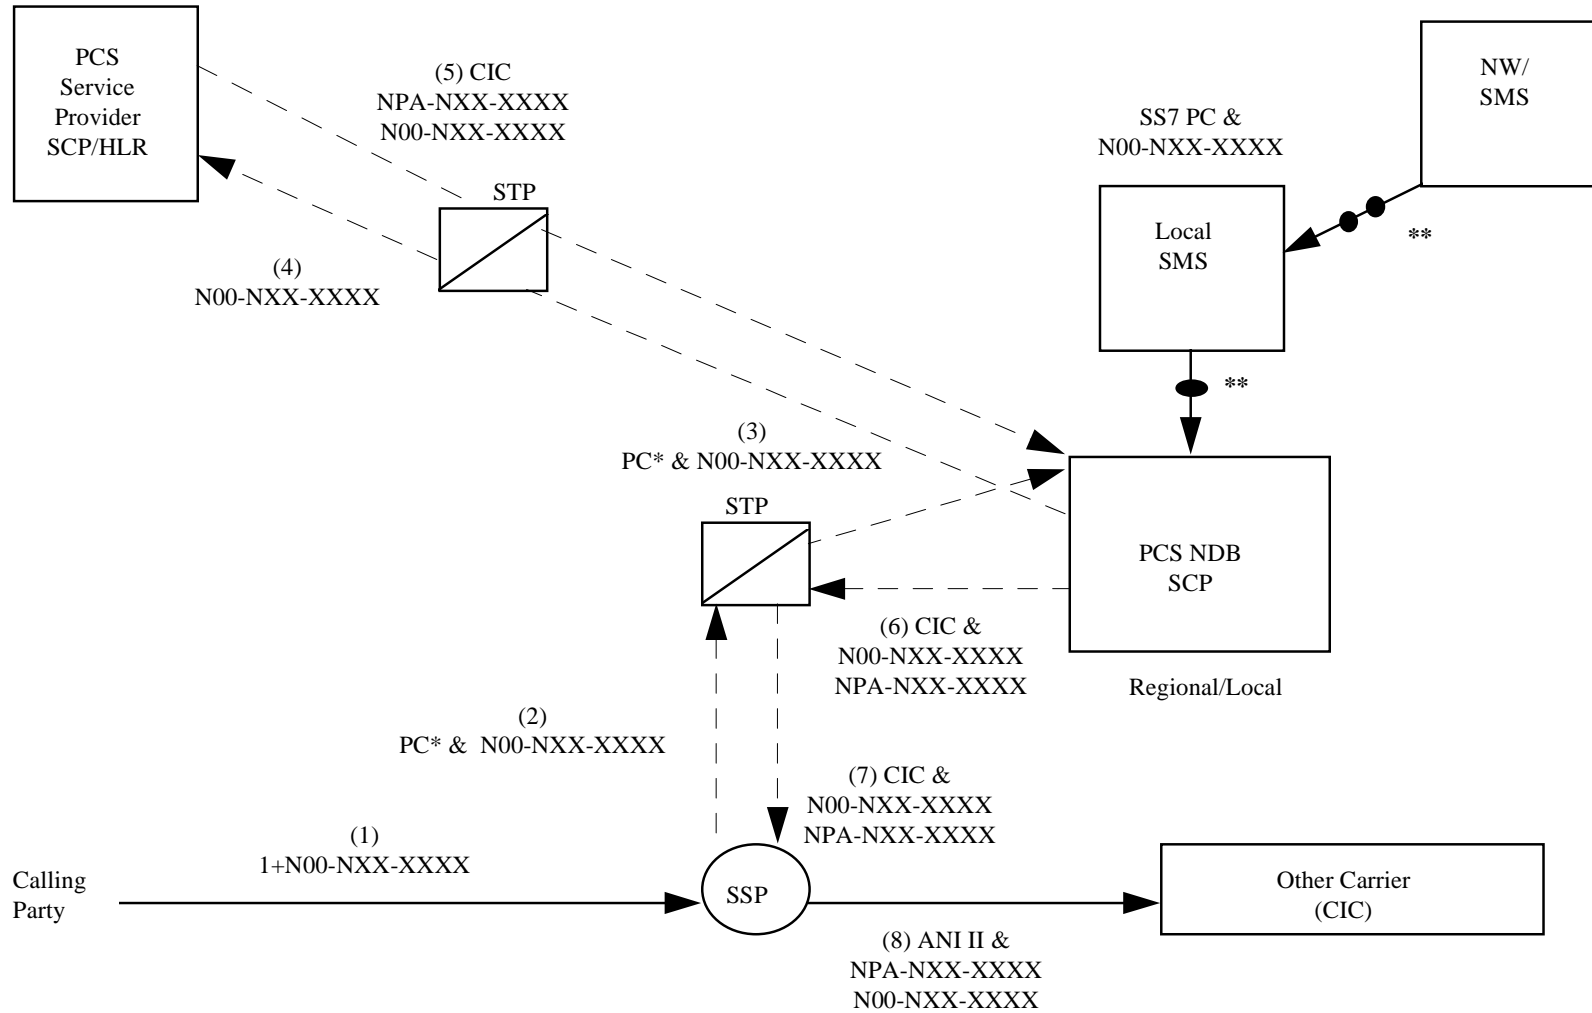 PCS
Service
Provider
SCP/HLR
(5) CIC
NPA-NXX-XXXX
N00-NXX-XXXX
STP
(4)
N00-NXX-XXXX
NW/
SMS
SS7 PC &
N00-NXX-XXXX
**
Local
SMS
**
(3)
PC* & N00-NXX-XXXX
STP
PCS NDB
SCP
Regional/Local
(6) CIC &
N00-NXX-XXXX
NPA-NXX-XXXX
(2)
PC* & N00-NXX-XXXX
(7) CIC &
N00-NXX-XXXX
NPA-NXX-XXXX
(1)
1+N00-NXX-XXXX
Calling
Party
SSP
Other Carrier
(CIC)
(8) ANI II &
NPA-NXX-XXXX
N00-NXX-XXXX